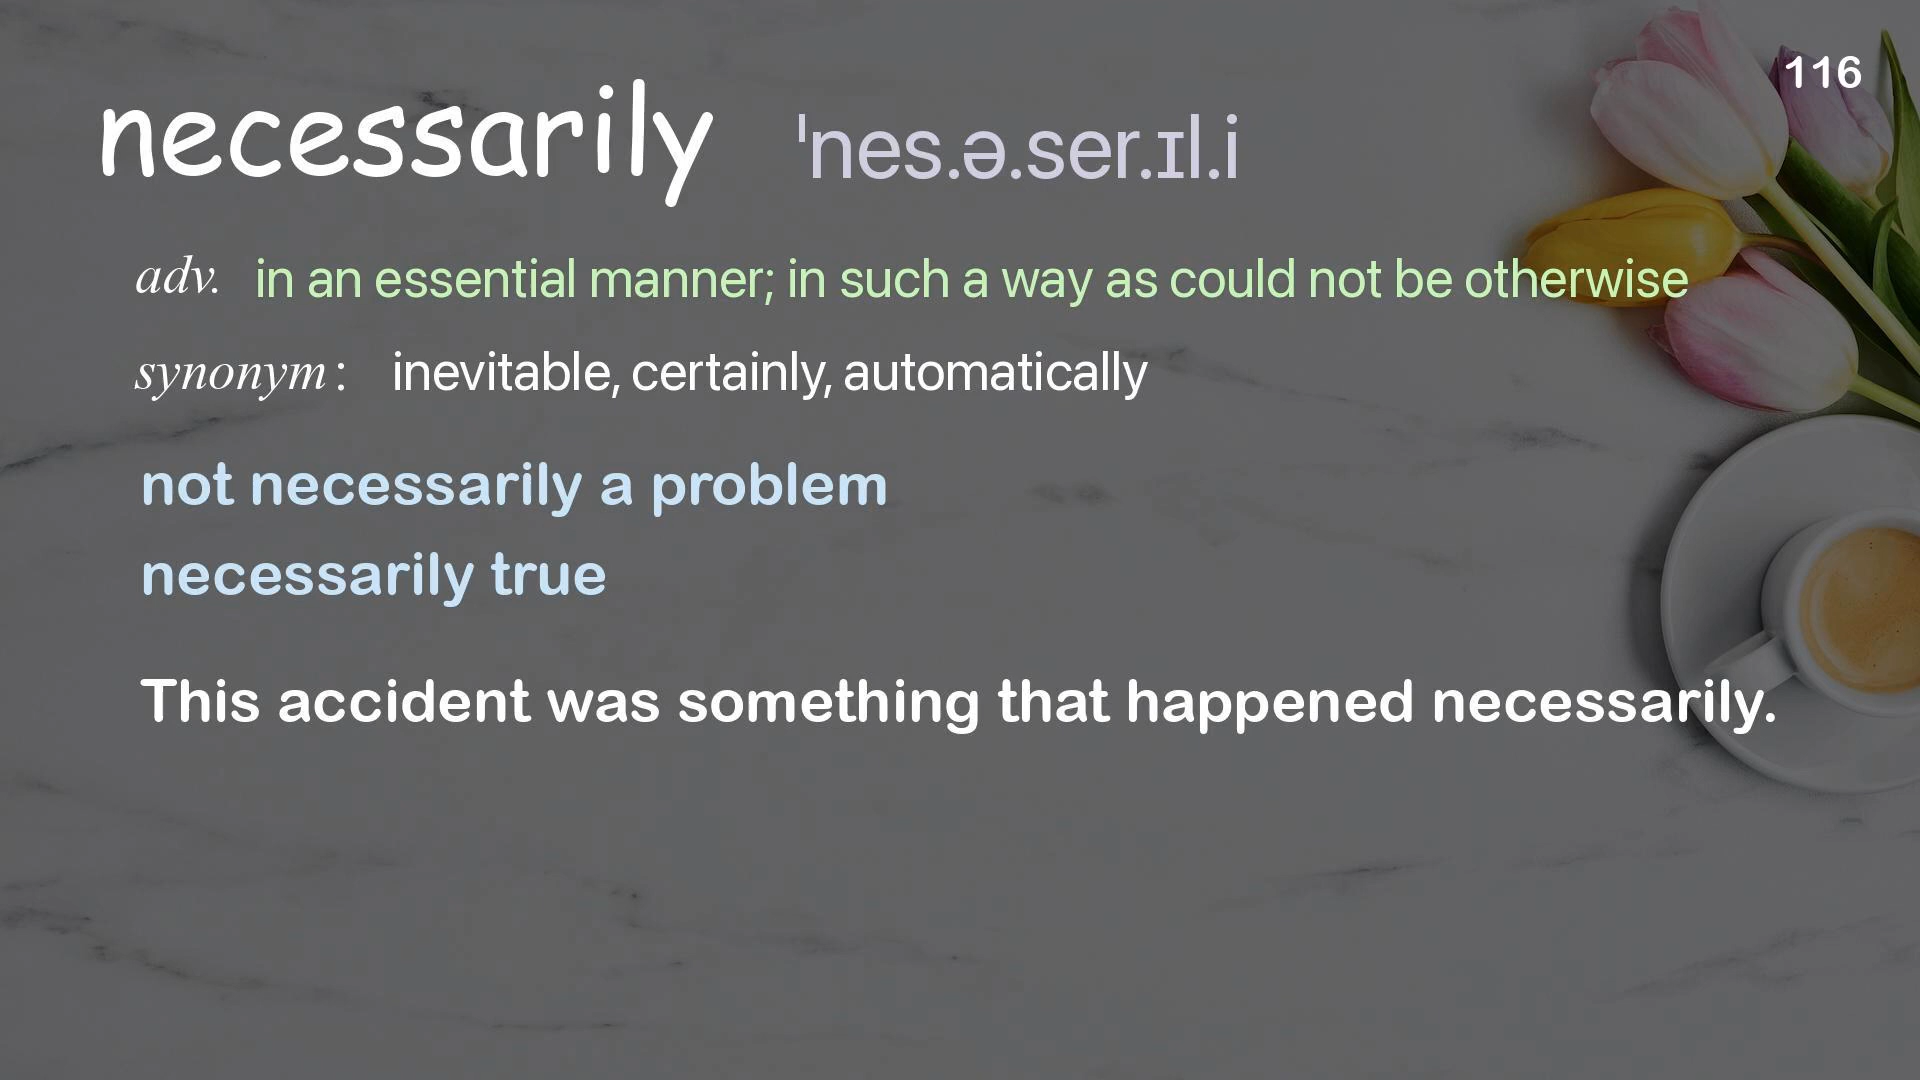 116
necessarily ˈnes.ə.ser.ɪl.i
adv. in an essential manner; in such a way as could not be otherwise
synonym : inevitable, certainly, automatically
not necessarily a problem
necessarily true
This accident was something that happened necessarily.